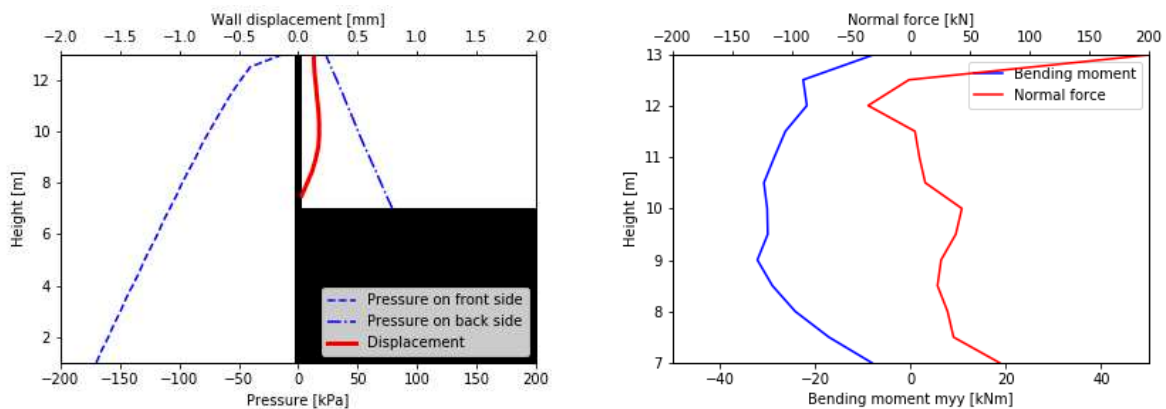 Wall displacement [mm]
−2.0 −1.5 −1.0 −0.5 0.0 0.5 1.0 1.5 2.0
12
10
8
6
4
2
Height [m]
Pressure on front side
Pressure on back side
Displacement
−200 −150 −100 −50 0 50 100 150 200
Pressure [kPa]
Normal force [kN]
−200 −150 −100 −50 0 50 100 150 200
13
12
11
10
9
8
7
Height [m]
Bending moment
Normal force
−40 −20 0 20 40
Bending moment myy [kNm]